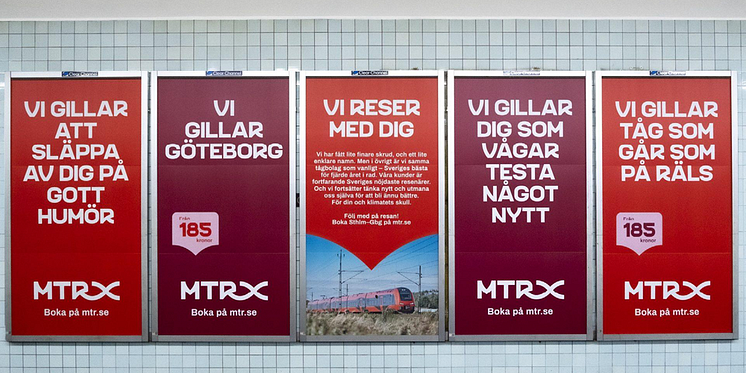 Clear Channel
VI GILLAR
ATT
SLÄPPA
AV DIG PÅ
GOTT
HUMÖR
MTRX
Boka på mtr.se
Clear Channel
VI
GILLAR
GÖTEBORG
Från
185
kronor
MTRX
Boka på mtr.se
Clear Channel
VI RESER
MED DIG
Vi har fått lite finare skrud, och ett lite
enklare namn. Men i övrigt är vi samma
tågbolag som vanligt – Sveriges bästa
för fjärde året i rad. Våra kunder är
fortfarande Sveriges nöjdaste resenärer.
Och vi fortsätter tänka nytt och utmana
oss själva för att bli ännu bättre.
För din och klimatets skull.
Följ med på resan!
Boka Sthlm–Gbg på mtr.se
VI GILLAR
DIG SOM
VÅGAR
TESTA
NÅGOT
NYTT
MTRX
Boka på mtr.se
VI GILLAR
TÅG SOM
GÅR SOM
PÅ RÄLS
Från
185
kronor
MTRX
Boka på mtr.se